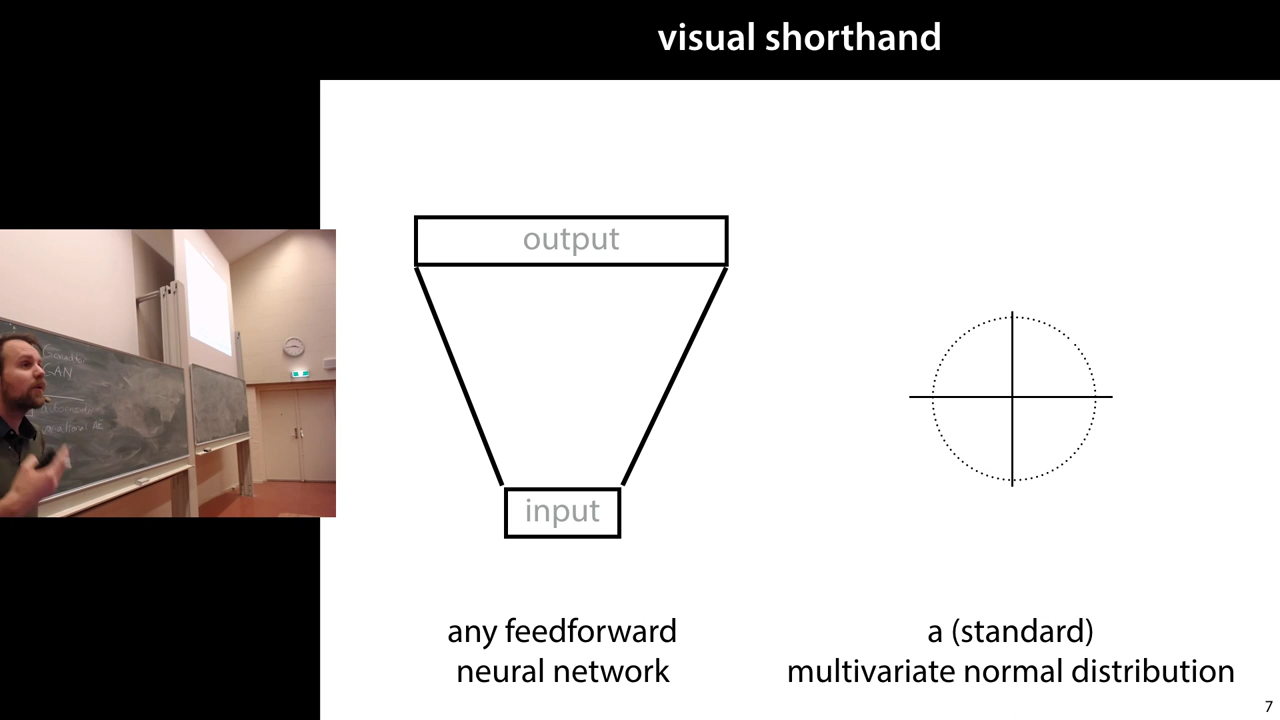 visual shorthand
output
input
any feedforward
neural network
a (standard)
multivariate normal distribution
7